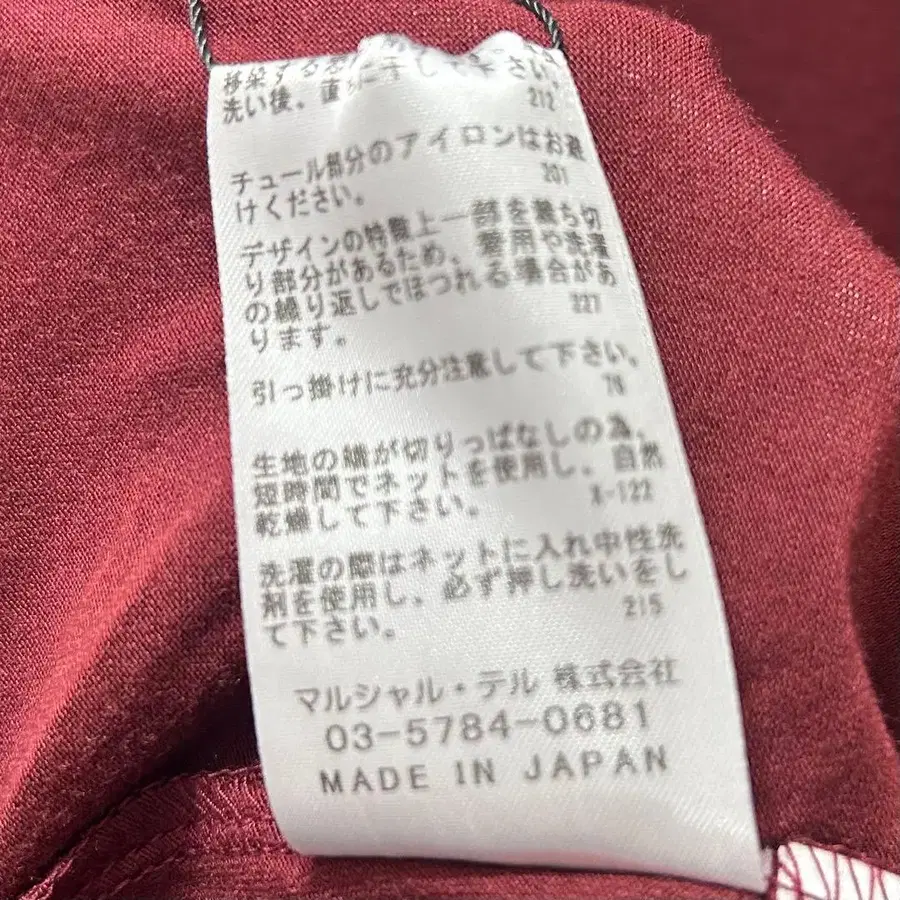 移染する恐
洗い後、直に干して下さい。
212
チュール部分のアイロンはお避
けください。
201
デザインの特徴上一部を裁ち切
り部分があるため、着用や洗濯
の繰り返しでほつれる場合があ
ります。
227
引っ掛けに充分注意して下さい。
78
生地の横が切りっぱなしの為、
短時間でネットを使用し、自然
乾燥して下さい。
X-122
洗濯の際はネットに入れ中性洗
剤を使用し、必ず押し洗いをし
て下さい。
215
マルシャル・テル 株式会社
03-5784-0681
MADE IN JAPAN